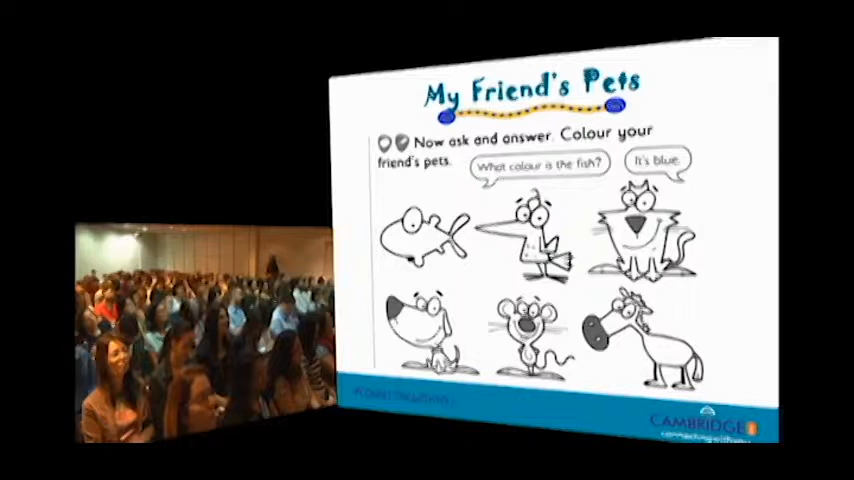 My Friend's Pets
Now ask and answer. Colour your
friend's pets.
What colour is the fish?
It's blue.
CAMBRIDGE